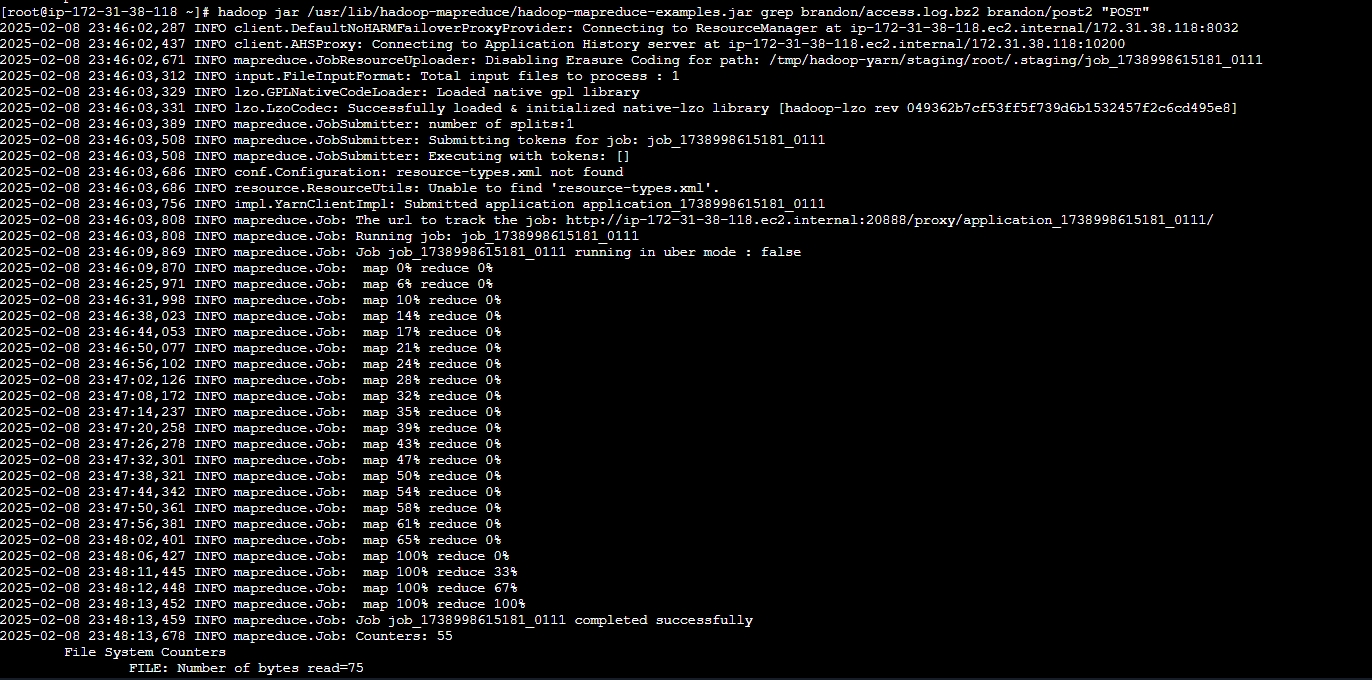 [root@ip-172-31-38-118 ~]# hadoop jar /usr/lib/hadoop-mapreduce/hadoop-mapreduce-examples.jar grep brandon/access.log.bz2 brandon/post2 "POST"
2025-02-08 23:46:02,287 INFO client.DefaultNoHARMFailoverProxyProvider: Connecting to ResourceManager at ip-172-31-38-118.ec2.internal/172.31.38.118:8032
2025-02-08 23:46:02,437 INFO client.AHSProxy: Connecting to Application History server at ip-172-31-38-118.ec2.internal/172.31.38.118:10200
2025-02-08 23:46:02,671 INFO mapreduce.JobResourceUploader: Disabling Erasure Coding for path: /tmp/hadoop-yarn/staging/root/.staging/job_1738998615181_0111
2025-02-08 23:46:03,312 INFO input.FileInputFormat: Total input files to process : 1
2025-02-08 23:46:03,329 INFO lzo.GPLNativeCodeLoader: Loaded native gpl library
2025-02-08 23:46:03,331 INFO lzo.LzoCodec: Successfully loaded & initialized native-lzo library [hadoop-lzo rev 049362b7cf53ff5f739d6b1532457f2c6cd495e8]
2025-02-08 23:46:03,389 INFO mapreduce.JobSubmitter: number of splits:1
2025-02-08 23:46:03,508 INFO mapreduce.JobSubmitter: Submitting tokens for job: job_1738998615181_0111
2025-02-08 23:46:03,508 INFO mapreduce.JobSubmitter: Executing with tokens: []
2025-02-08 23:46:03,686 INFO conf.Configuration: resource-types.xml not found
2025-02-08 23:46:03,686 INFO resource.ResourceUtils: Unable to find 'resource-types.xml'.
2025-02-08 23:46:03,756 INFO impl.YarnClientImpl: Submitted application application_1738998615181_0111
2025-02-08 23:46:03,808 INFO mapreduce.Job: The url to track the job: http://ip-172-31-38-118.ec2.internal:20888/proxy/application_1738998615181_0111/
2025-02-08 23:46:03,808 INFO mapreduce.Job: Running job: job_1738998615181_0111
2025-02-08 23:46:09,869 INFO mapreduce.Job: Job job_1738998615181_0111 running in uber mode : false
2025-02-08 23:46:09,870 INFO mapreduce.Job:  map 0% reduce 0%
2025-02-08 23:46:25,971 INFO mapreduce.Job:  map 6% reduce 0%
2025-02-08 23:46:31,998 INFO mapreduce.Job:  map 10% reduce 0%
2025-02-08 23:46:38,023 INFO mapreduce.Job:  map 14% reduce 0%
2025-02-08 23:46:44,053 INFO mapreduce.Job:  map 17% reduce 0%
2025-02-08 23:46:50,077 INFO mapreduce.Job:  map 21% reduce 0%
2025-02-08 23:46:56,102 INFO mapreduce.Job:  map 24% reduce 0%
2025-02-08 23:47:02,126 INFO mapreduce.Job:  map 28% reduce 0%
2025-02-08 23:47:08,172 INFO mapreduce.Job:  map 32% reduce 0%
2025-02-08 23:47:14,237 INFO mapreduce.Job:  map 35% reduce 0%
2025-02-08 23:47:20,258 INFO mapreduce.Job:  map 39% reduce 0%
2025-02-08 23:47:26,278 INFO mapreduce.Job:  map 43% reduce 0%
2025-02-08 23:47:32,301 INFO mapreduce.Job:  map 47% reduce 0%
2025-02-08 23:47:38,321 INFO mapreduce.Job:  map 50% reduce 0%
2025-02-08 23:47:44,342 INFO mapreduce.Job:  map 54% reduce 0%
2025-02-08 23:47:50,361 INFO mapreduce.Job:  map 58% reduce 0%
2025-02-08 23:47:56,381 INFO mapreduce.Job:  map 61% reduce 0%
2025-02-08 23:48:02,401 INFO mapreduce.Job:  map 65% reduce 0%
2025-02-08 23:48:06,427 INFO mapreduce.Job:  map 100% reduce 0%
2025-02-08 23:48:11,445 INFO mapreduce.Job:  map 100% reduce 33%
2025-02-08 23:48:12,448 INFO mapreduce.Job:  map 100% reduce 67%
2025-02-08 23:48:13,452 INFO mapreduce.Job:  map 100% reduce 100%
2025-02-08 23:48:13,459 INFO mapreduce.Job: Job job_1738998615181_0111 completed successfully
2025-02-08 23:48:13,678 INFO mapreduce.Job: Counters: 55
File System Counters
FILE: Number of bytes read=75